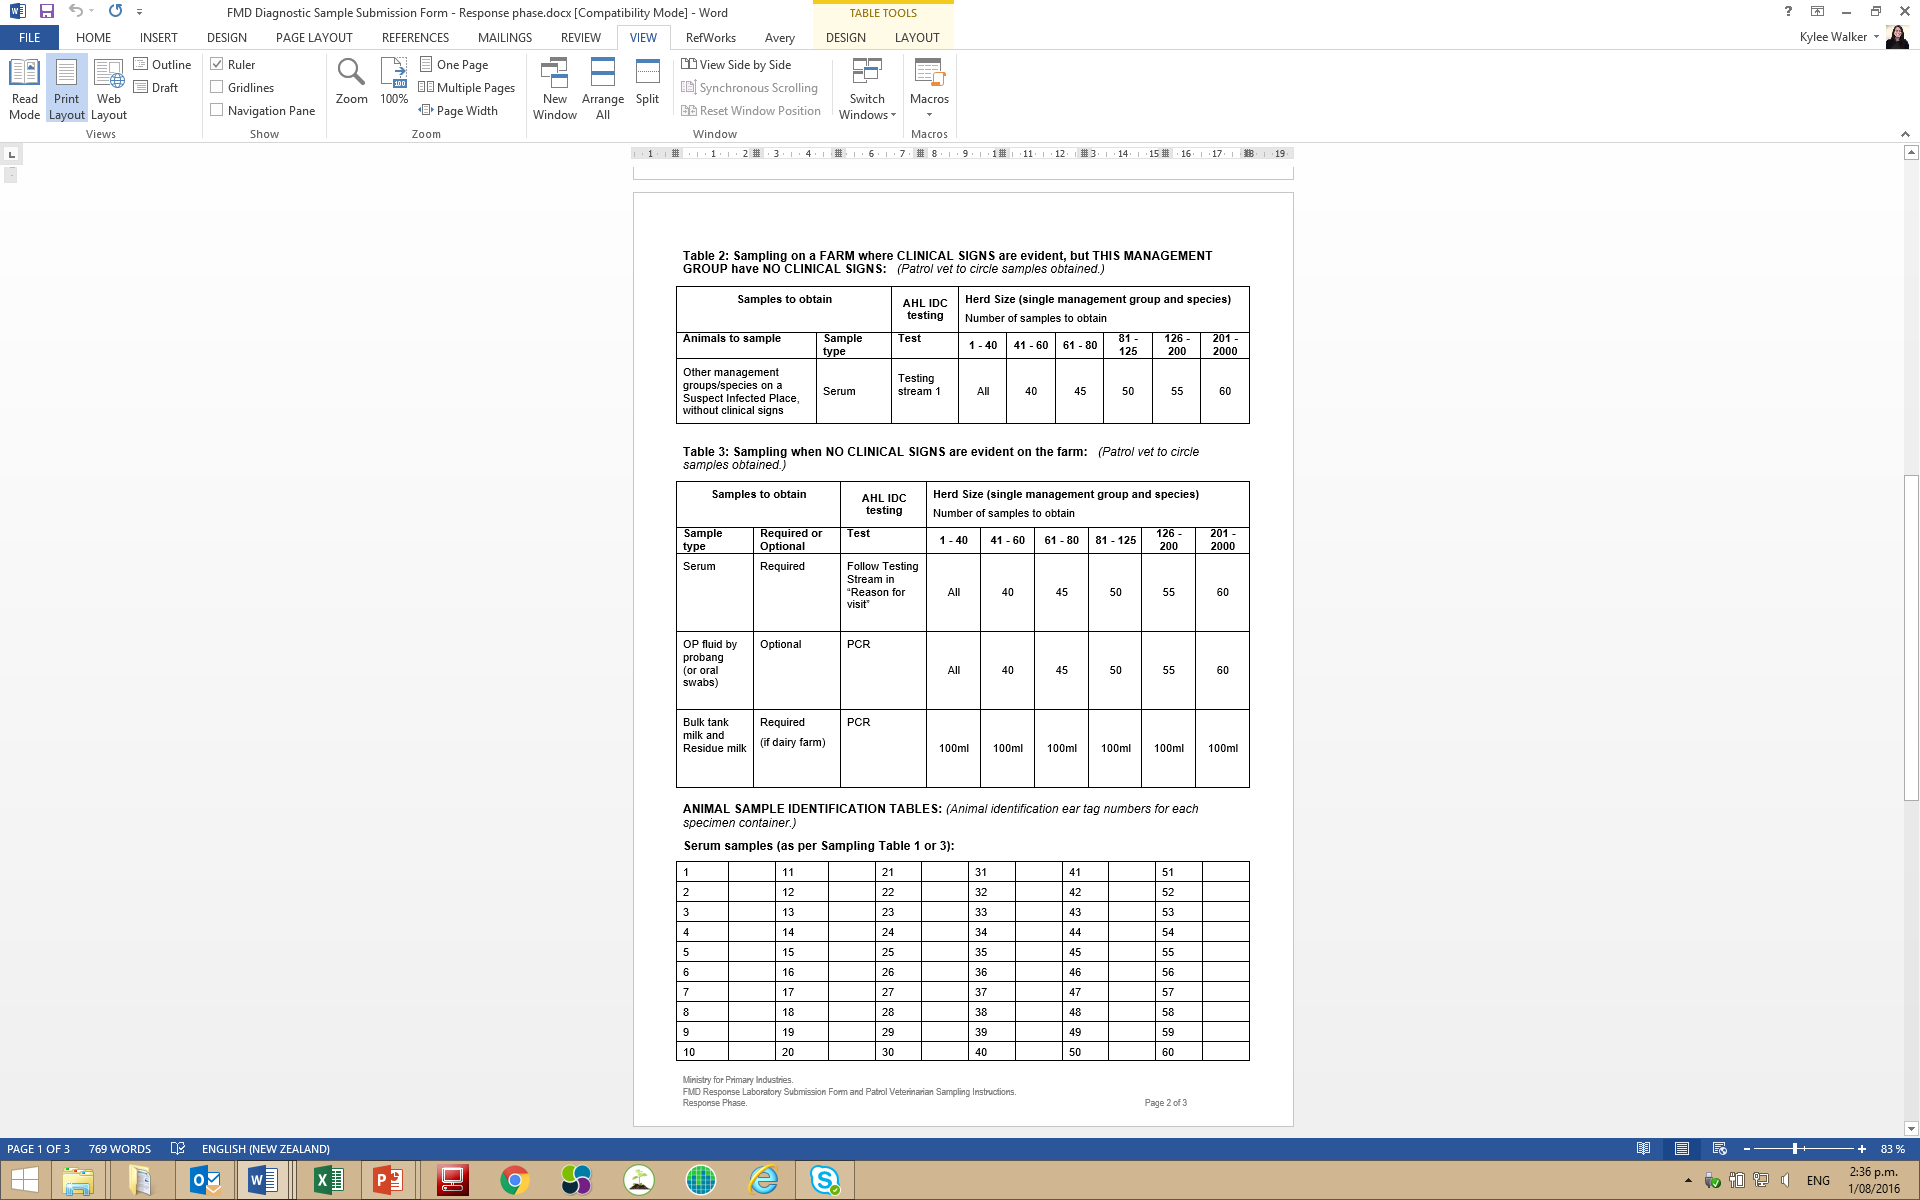 FMD Diagnostic Sample Submission Form - Response phase.docx [Compatibility Mode] - Word
TABLE TOOLS
FILE HOME INSERT DESIGN PAGE LAYOUT REFERENCES MAILINGS REVIEW VIEW RefWorks Avery DESIGN LAYOUT
Kylee Walker
Read Mode
Print Layout
Web Layout
Outline
Draft
Views
Ruler
Gridlines
Navigation Pane
Show
Zoom
100%
One Page
Multiple Pages
Page Width
Zoom
New Window
Arrange All
Split
View Side by Side
Synchronous Scrolling
Reset Window Position
Window
Switch Windows
Macros
Macros
1 1 2 3 4 6 7 8 9 1 11 12 3 14 15 16 17 18 19
Table 2: Sampling on a FARM where CLINICAL SIGNS are evident, but THIS MANAGEMENT
GROUP have NO CLINICAL SIGNS: (Patrol vet to circle samples obtained.)
Samples to obtain
AHL IDC testing
Herd Size (single management group and species)
Number of samples to obtain
Animals to sample
Sample type
Test
1 - 40 41 - 60 61 - 80 81 - 125 126 - 200 201 - 2000
Other management
groups/species on a
Suspect Infected Place,
without clinical signs
Serum
Testing stream 1
All 40 45 50 55 60
Table 3: Sampling when NO CLINICAL SIGNS are evident on the farm: (Patrol vet to circle
samples obtained.)
Samples to obtain
AHL IDC testing
Herd Size (single management group and species)
Number of samples to obtain
Sample type
Required or Optional
Test
1 - 40 41 - 60 61 - 80 81 - 125 126 - 200 201 - 2000
Serum
Required
Follow Testing
Stream in
“Reason for
visit”
All 40 45 50 55 60
OP fluid by
probang
(or oral
swabs)
Optional
PCR
All 40 45 50 55 60
Bulk tank
milk and
Residue milk
Required
(if dairy farm)
PCR
100ml 100ml 100ml 100ml 100ml 100ml
ANIMAL SAMPLE IDENTIFICATION TABLES: (Animal identification ear tag numbers for each
specimen container.)
Serum samples (as per Sampling Table 1 or 3):
1 11 21 31 41 51
2 12 22 32 42 52
3 13 23 33 43 53
4 14 24 34 44 54
5 15 25 35 45 55
6 16 26 36 46 56
7 17 27 37 47 57
8 18 28 38 48 58
9 19 29 39 49 59
10 20 30 40 50 60
Ministry for Primary Industries.
FMD Response Laboratory Submission Form and Patrol Veterinarian Sampling Instructions.
Response Phase. Page 2 of 3
PAGE 1 OF 3 769 WORDS ENGLISH (NEW ZEALAND) 83 %
ENG
2:36 p.m.
1/08/2016